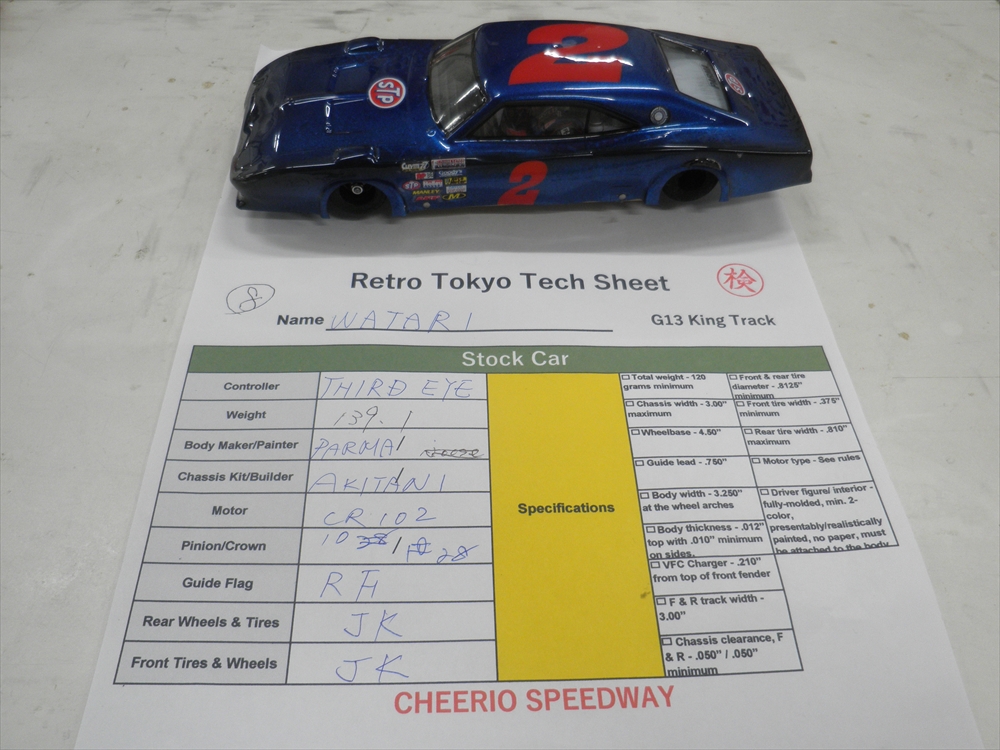 2
STP
2
Retro Tokyo Tech Sheet
検
8
Name WATARI
G13 King Track
Stock Car
Controller THIRD EYE
Weight 139.1
Body Maker/Painter PARMA/
Chassis Kit/Builder AKITANI
Motor CR102
Pinion/Crown 10 / 28
Guide Flag RH
Rear Wheels & Tires JK
Front Tires & Wheels JK
Specifications
Total weight - 120
grams minimum
Chassis width - 3.00"
maximum
Wheelbase - 4.50"
Guide lead - .750"
Body width - 3.250"
at the wheel arches
Body thickness - .012"
top with .010" minimum
on sides.
VFC Charger - .210"
from top of front fender
F & R track width -
3.00"
Chassis clearance, F
& R - .050" / .050"
minimum
Front & rear tire
diameter - .8125"
minimum
Front tire width - .375"
minimum
Rear tire width - .810"
maximum
Motor type - See rules
Driver figure/ interior -
fully-molded, min. 2-
color,
presentably/realistically
painted, no paper, must
be attached to the body
CHEERIO SPEEDWAY